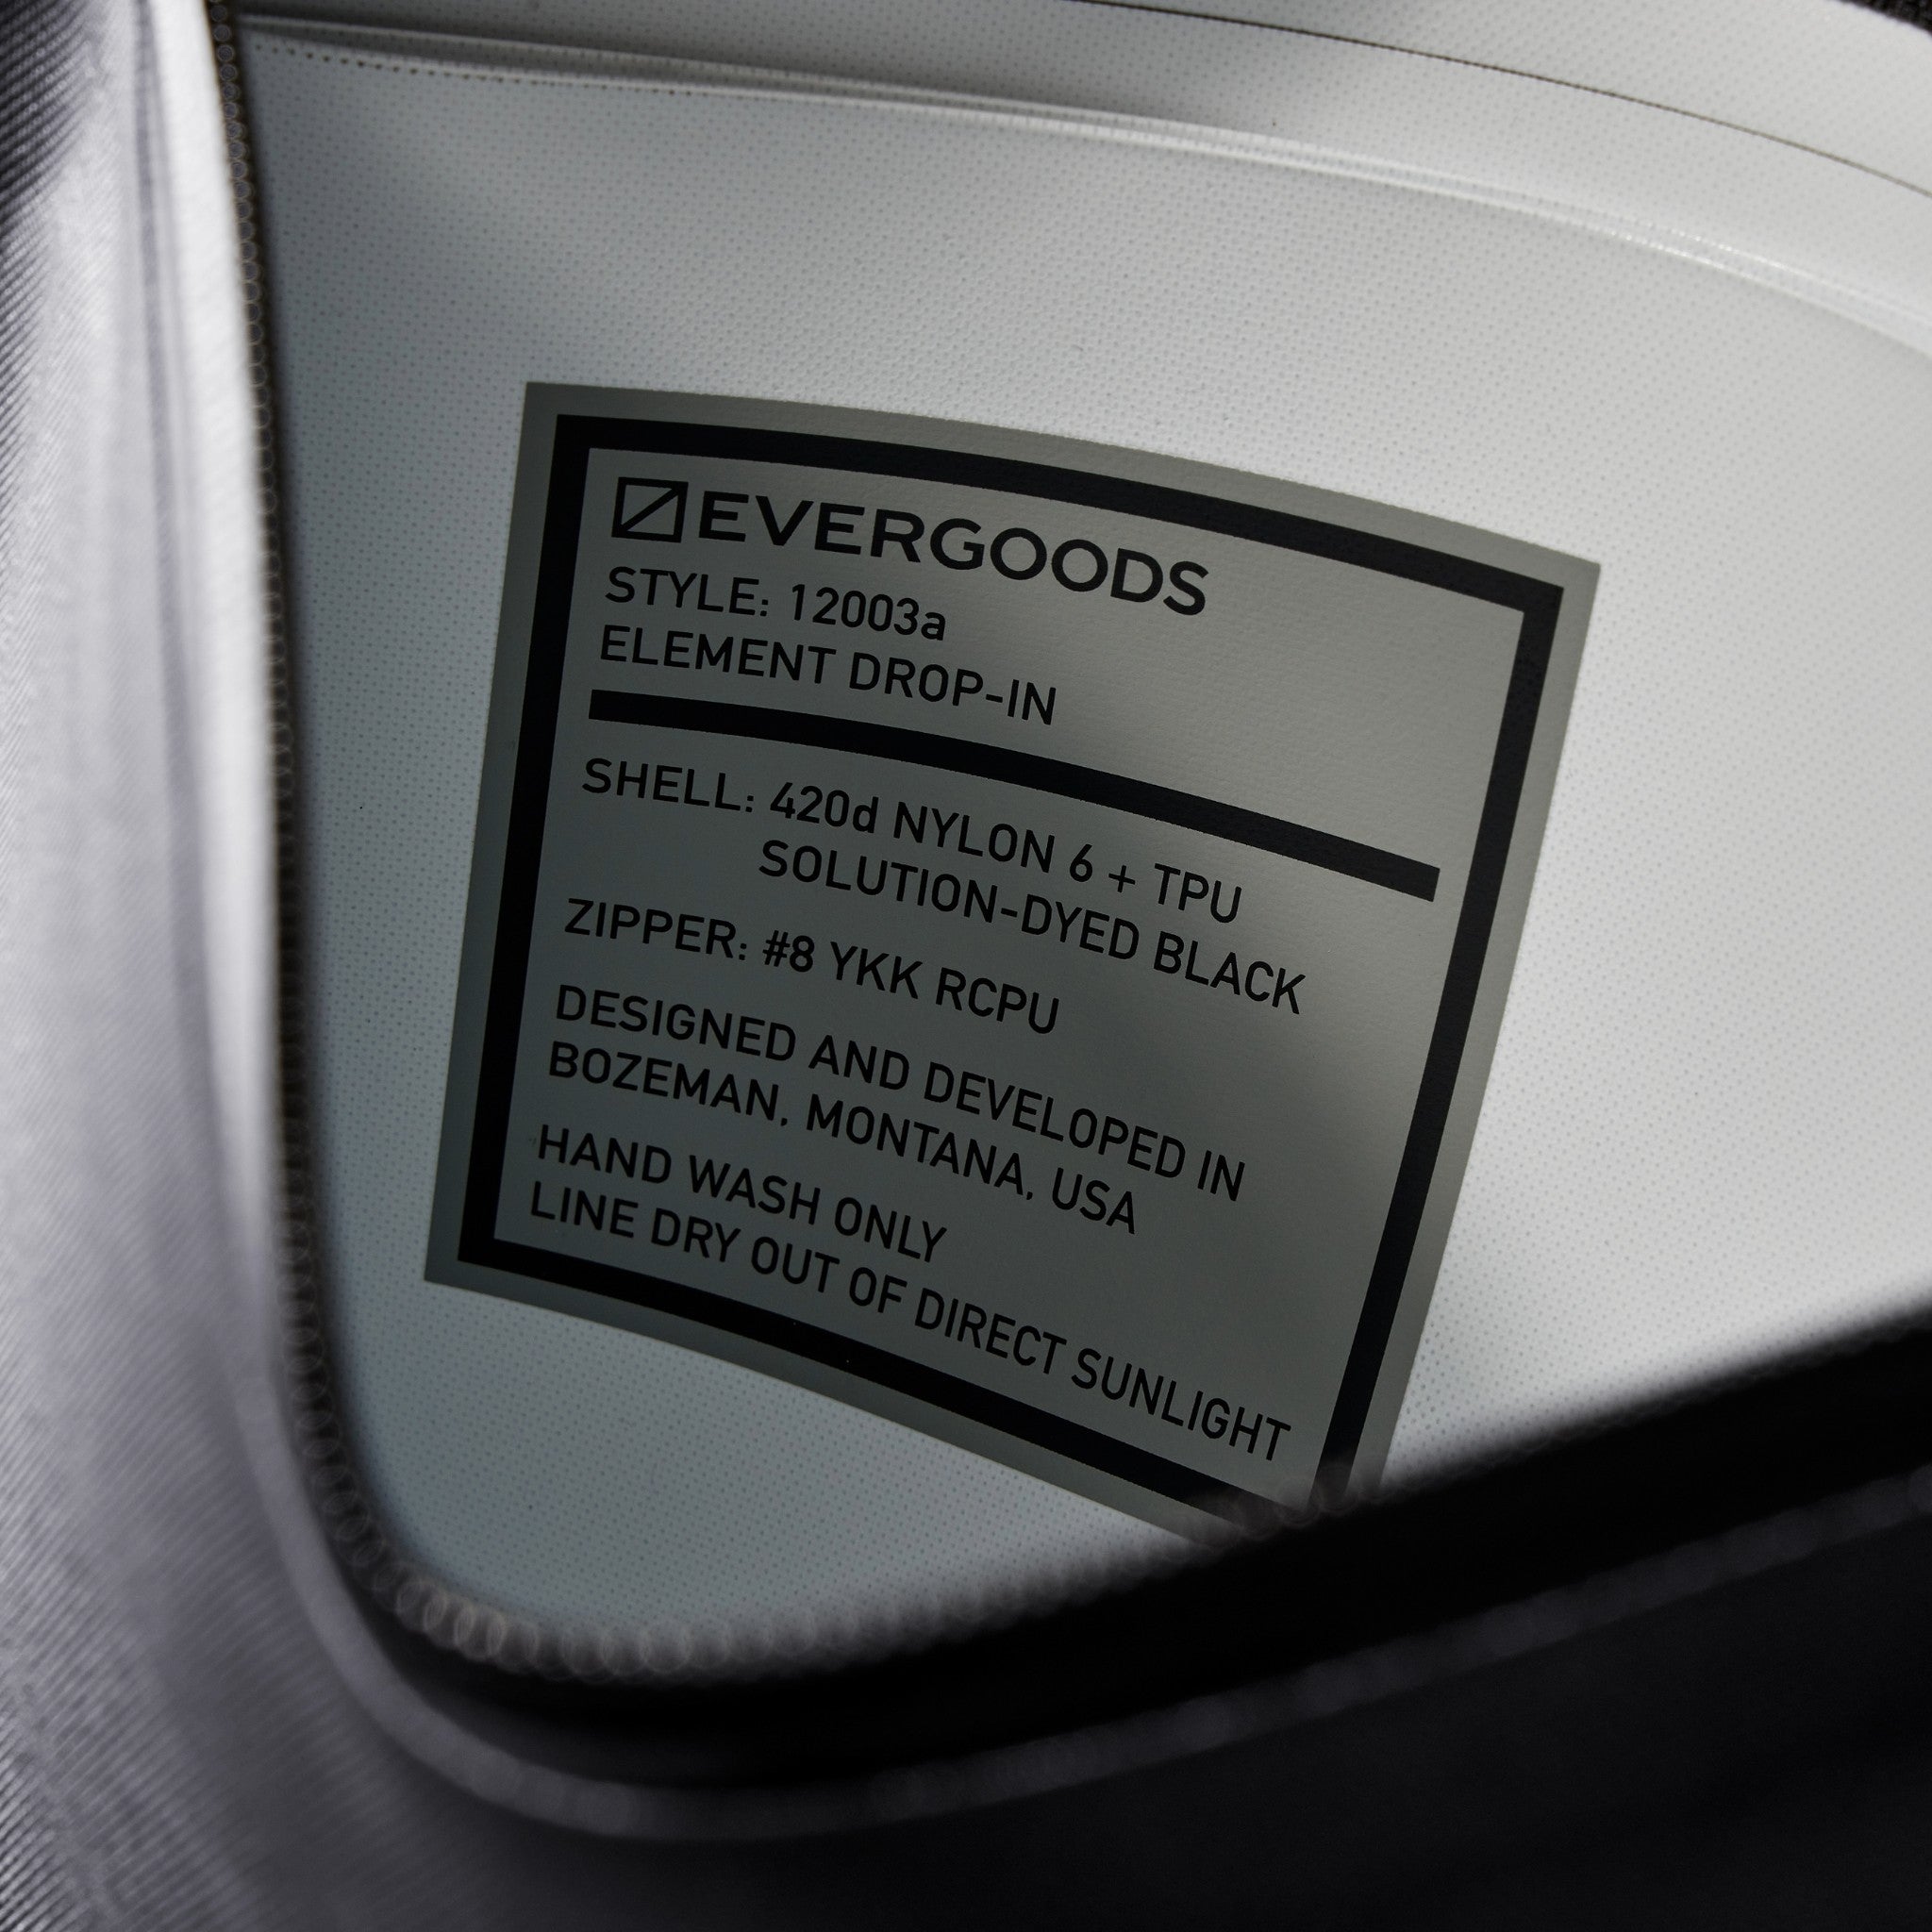 EVERGOODS
STYLE: 12003a
ELEMENT DROP-IN
SHELL: 420d NYLON 6 + TPU
SOLUTION-DYED BLACK
ZIPPER: #8 YKK RCPU
DESIGNED AND DEVELOPED IN
BOZEMAN, MONTANA, USA
HAND WASH ONLY
LINE DRY OUT OF DIRECT SUNLIGHT